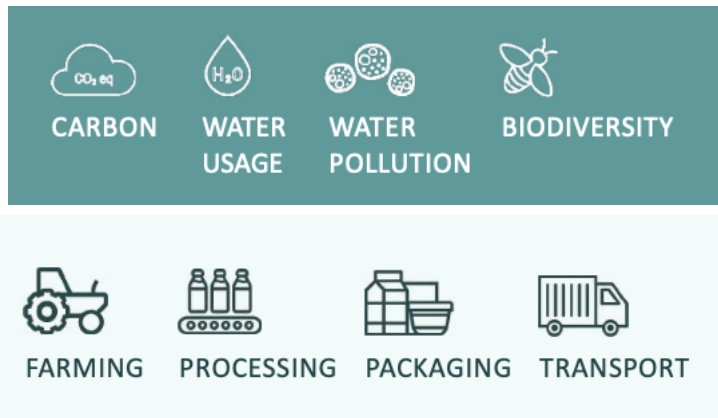 CO₂ eq
H₂O
CARBON WATER WATER BIODIVERSITY
USAGE POLLUTION
FARMING PROCESSING PACKAGING TRANSPORT